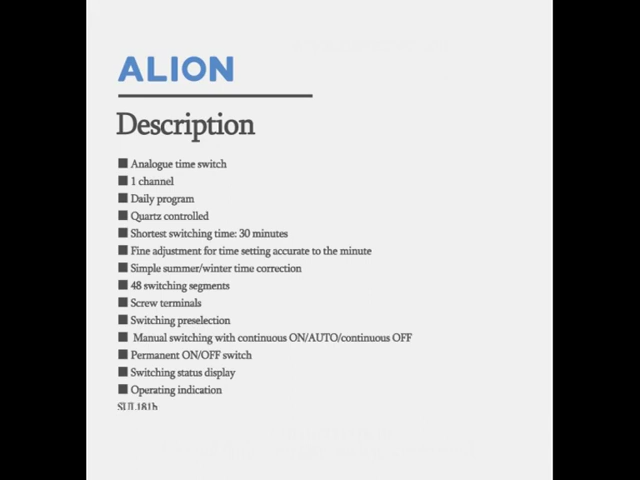 ALION
Description
■ Analogue time switch
■ 1 channel
■ Daily program
■ Quartz controlled
■ Shortest switching time: 30 minutes
■ Fine adjustment for time setting accurate to the minute
■ Simple summer/winter time correction
■ 48 switching segments
■ Screw terminals
■ Switching preselection
■ Manual switching with continuous ON/AUTO/continuous OFF
■ Permanent ON/OFF switch
■ Switching status display
■ Operating indication
SUL181h